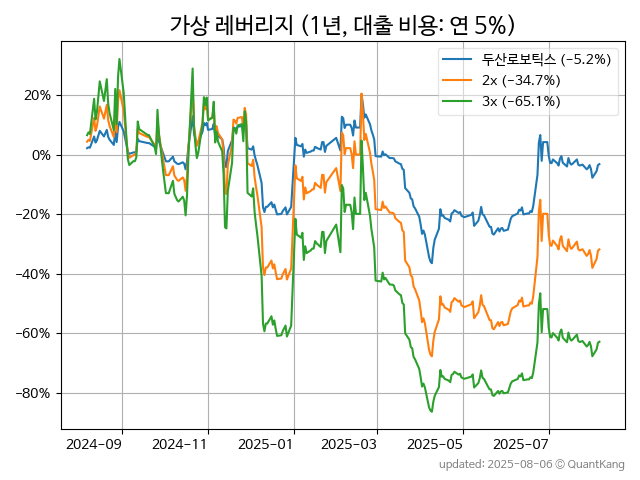 가상 레버리지 (1년, 대출 비용: 연 5%)
두산로보틱스 (−5.2%)
2x (−34.7%)
3x (−65.1%)
20%
0%
−20%
−40%
−60%
−80%
2024-09
2024-11
2025-01
2025-03
2025-05
2025-07
updated: 2025-08-06 © QuantKang